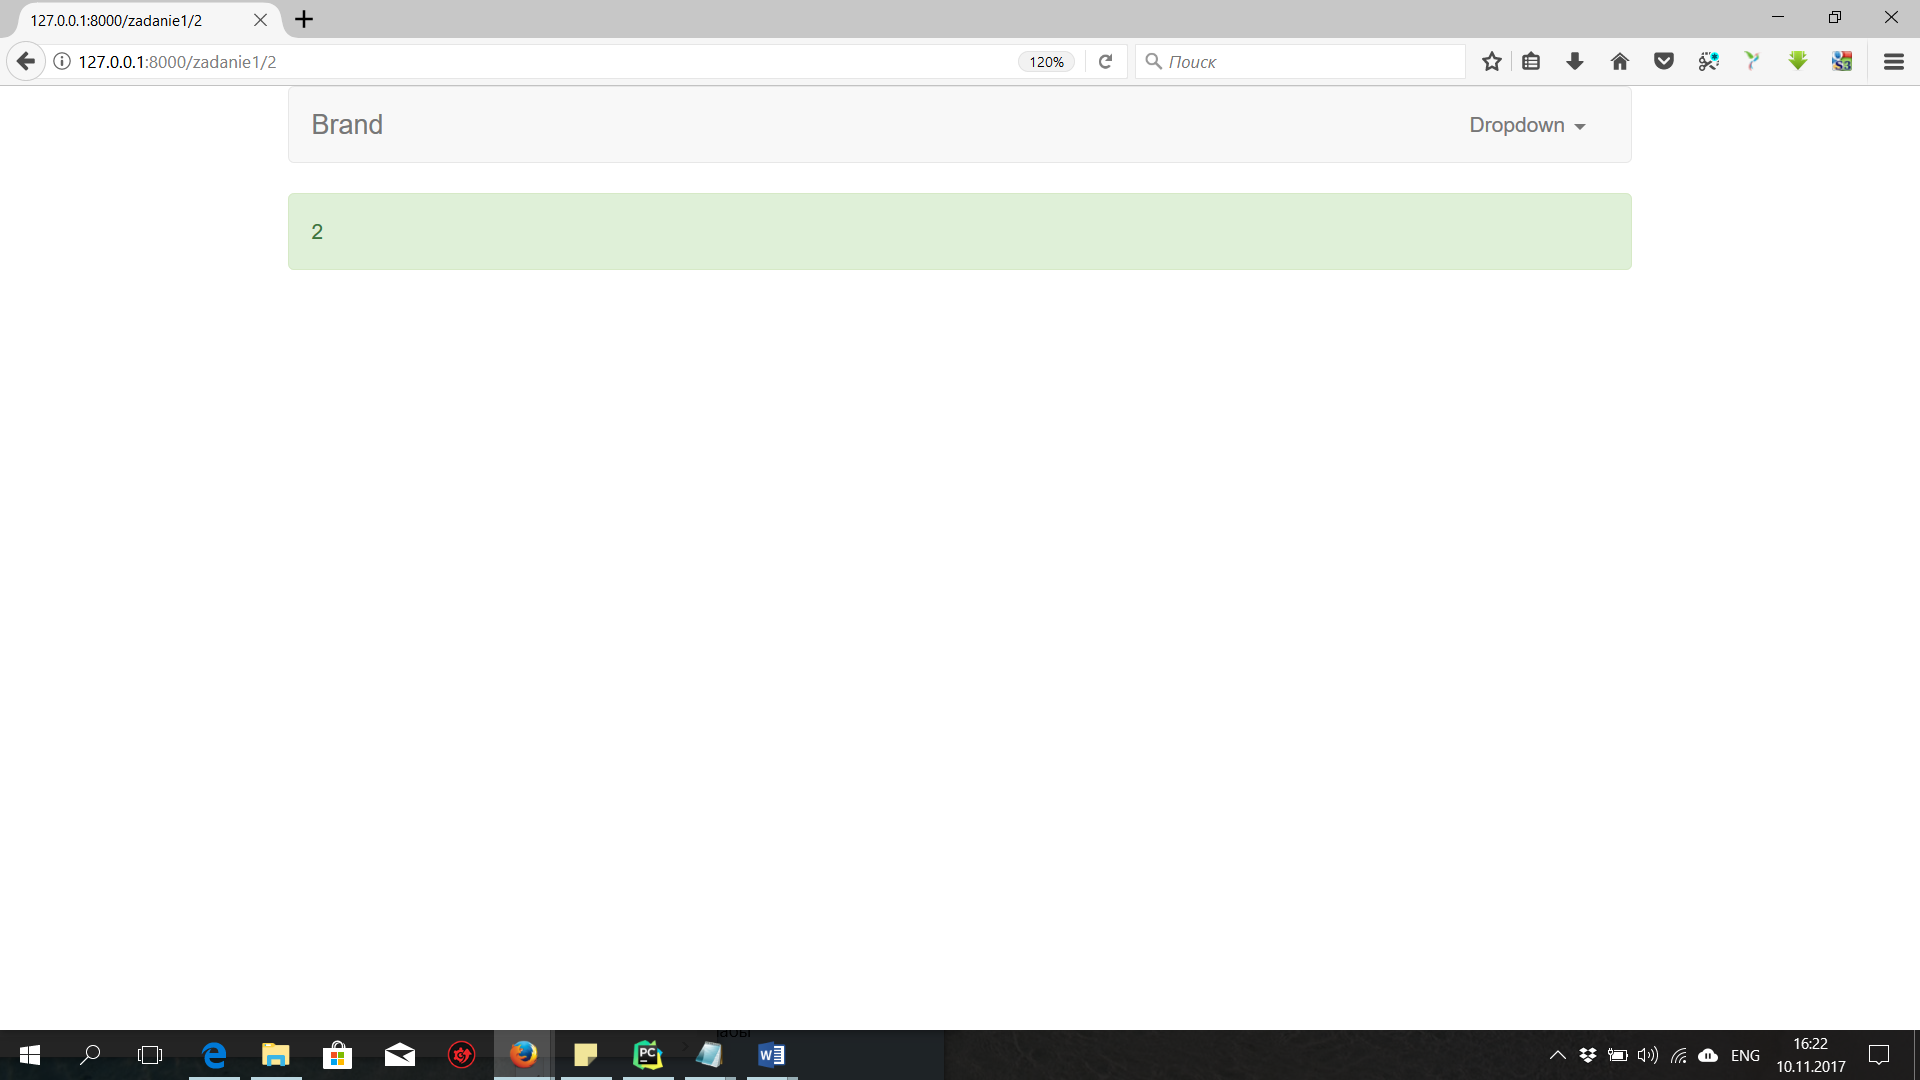 127.0.0.1:8000/zadanie1/2
127.0.0.1:8000/zadanie1/2
120%
Поиск
Brand
Dropdown
2
ENG
16:22
10.11.2017